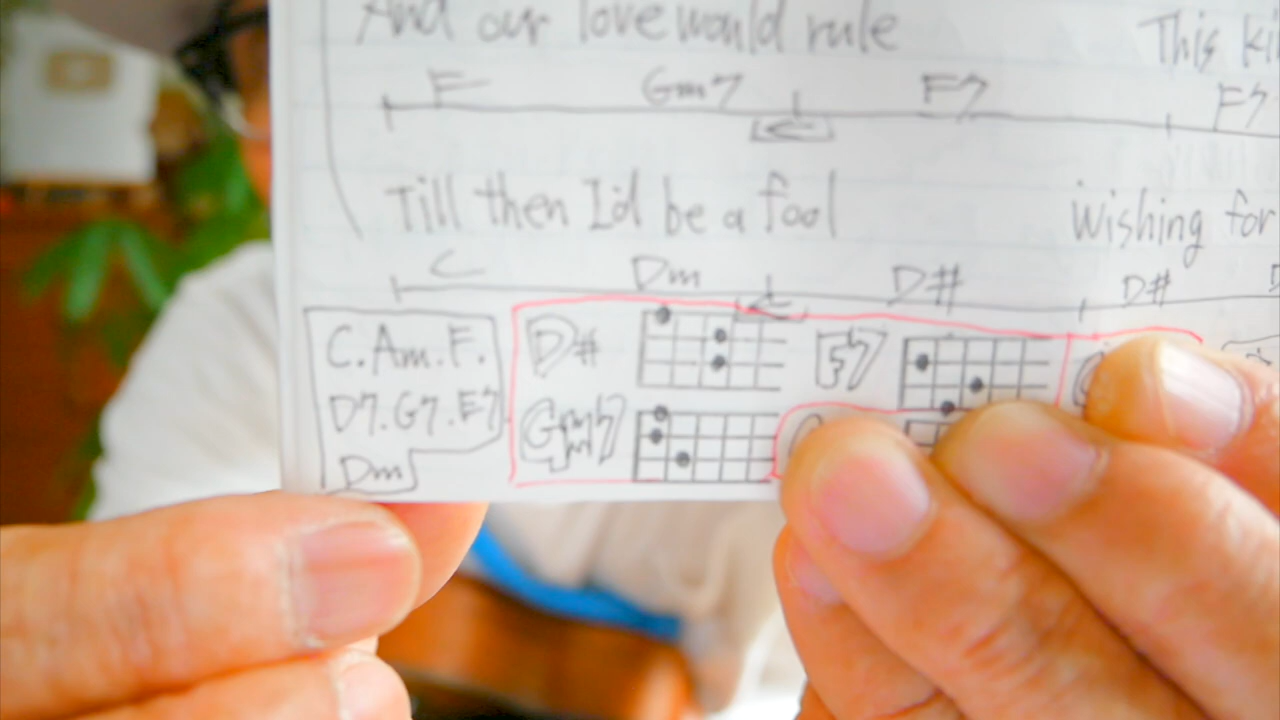 And our love would rule
This
F Gm7 F7 F7
Till then I'd be a fool
Wishing for
C Dm D# D#
C. Am. F.
D7. G7. E7
Dm
D# F7
Gm7